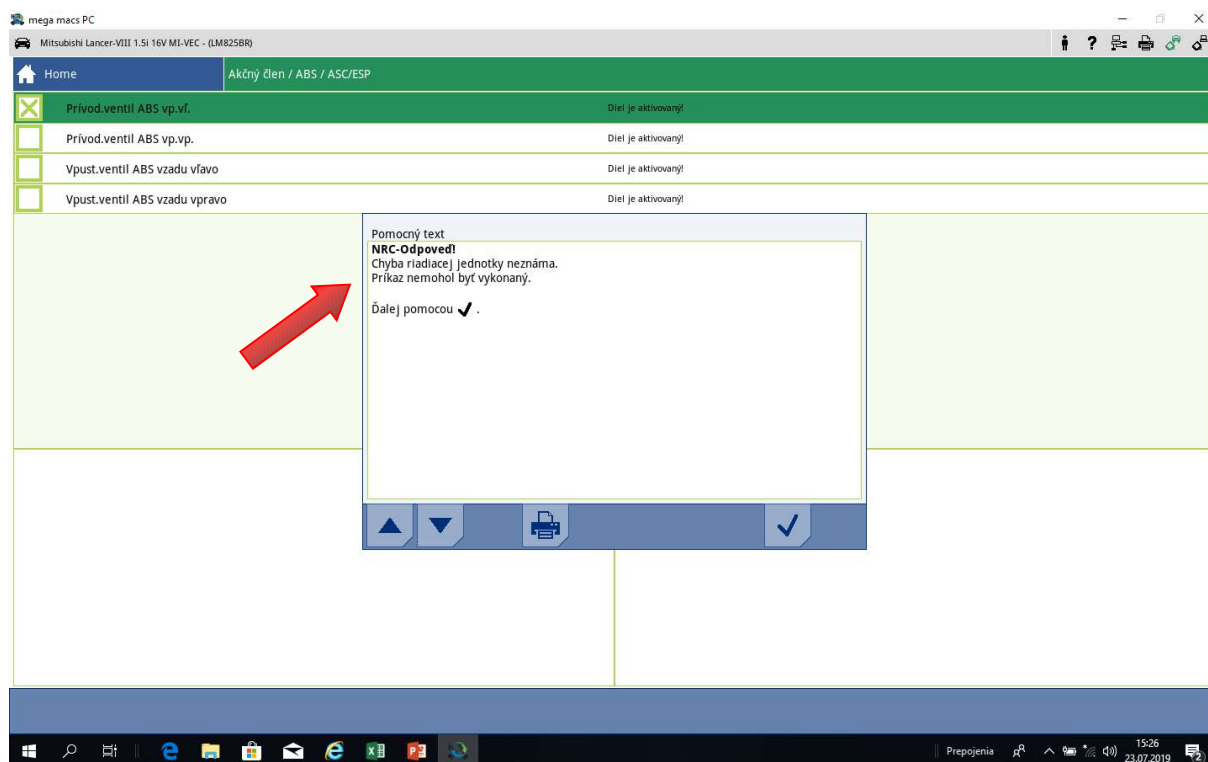 mega macs PC
Mitsubishi Lancer-VIII 1.5i 16V MI-VEC - (LM825BR)
Home
Akčný člen / ABS / ASC/ESP
Prívod.ventil ABS vp.vľ.
Diel je aktivovaný!
Prívod.ventil ABS vp.vp.
Diel je aktivovaný!
Vpust.ventil ABS vzadu vľavo
Diel je aktivovaný!
Vpust.ventil ABS vzadu vpravo
Diel je aktivovaný!
Pomocný text
NRC-Odpoveď!
Chyba riadiacej jednotky neznáma.
Príkaz nemohol byť vykonaný.
Ďalej pomocou ✓ .
Prepojenia
15:26
23.07.2019
2